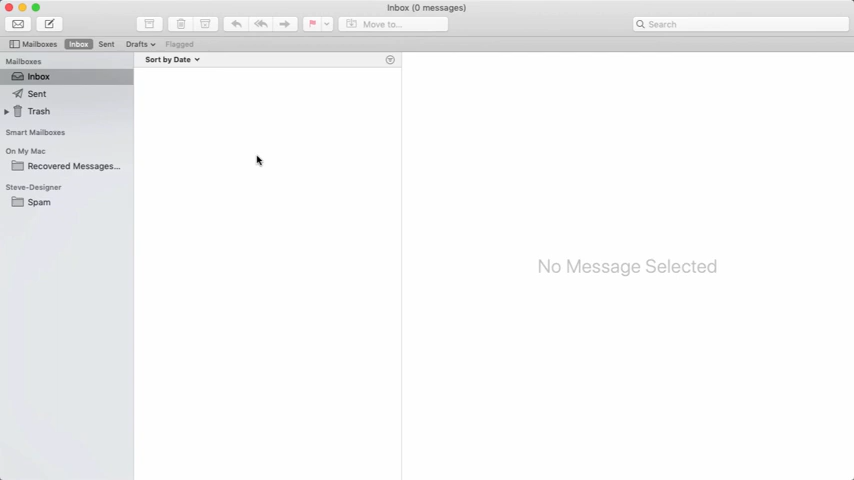 Inbox (0 messages)
Move to...
Search
Mailboxes Inbox Sent Drafts Flagged
Mailboxes
Inbox
Sent
Trash
Smart Mailboxes
On My Mac
Recovered Messages...
Steve-Designer
Spam
Sort by Date
No Message Selected